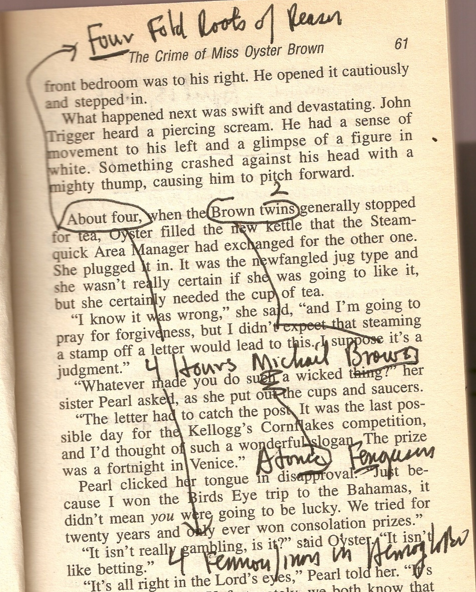 Four Fold Roots of Reason
The Crime of Miss Oyster Brown 61
front bedroom was to his right. He opened it cautiously
and stepped in.
What happened next was swift and devastating. John
Trigger heard a piercing scream. He had a sense of
movement to his left and a glimpse of a figure in
white. Something crashed against his head with a
mighty thump, causing him to pitch forward.
2
About four, when the Brown twins generally stopped
for tea, Oyster filled the new kettle that the Steam-
quick Area Manager had exchanged for the other one.
She plugged it in. It was the newfangled jug type and
she wasn't really certain if she was going to like it,
but she certainly needed the cup of tea.
"I know it was wrong," she said, "and I'm going to
pray for forgiveness, but I didn't expect that steaming
a stamp off a letter would lead to this. I suppose it's a
judgment."
4 Hours Michael Brown
"Whatever made you do such a wicked thing?" her
sister Pearl asked, as she put out the cups and saucers.
"The letter had to catch the post. It was the last pos-
sible day for the Kellogg's Cornflakes competition,
and I'd thought of such a wonderful slogan. The prize
was a fortnight in Venice."
Atomic Ferguson
Pearl clicked her tongue in disapproval. "Just be-
cause I won the Birds Eye trip to the Bahamas, it
didn't mean you were going to be lucky. We tried for
twenty years and only ever won consolation prizes."
"It isn't really gambling, is it?" said Oyster. "It isn't
like betting."
4 in
"It's all right in the Lord's eyes," Pearl told her. "It's
we both know that